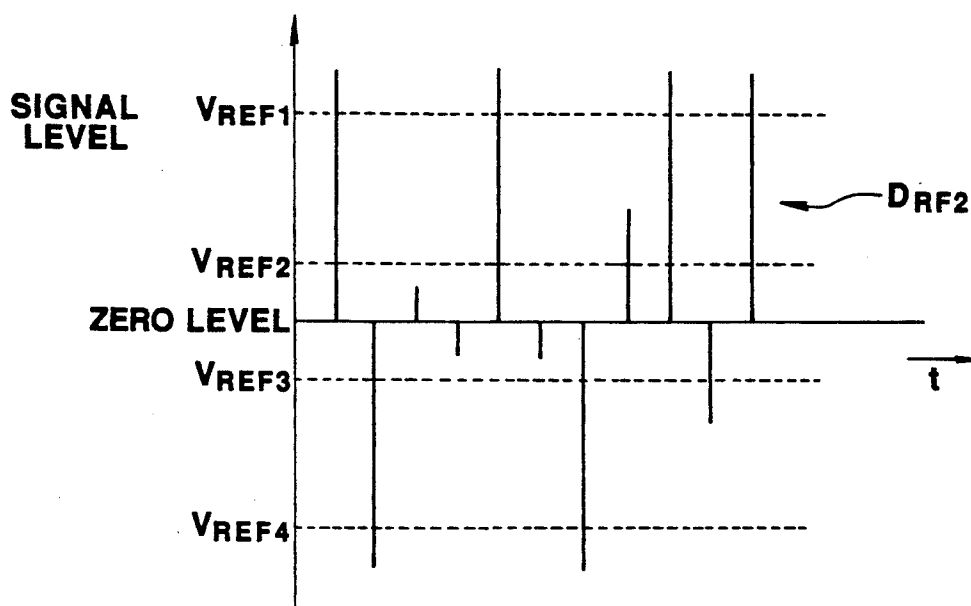 SIGNAL
LEVEL
VREF1
DRF2
VREF2
ZERO LEVEL
VREF3
t
VREF4